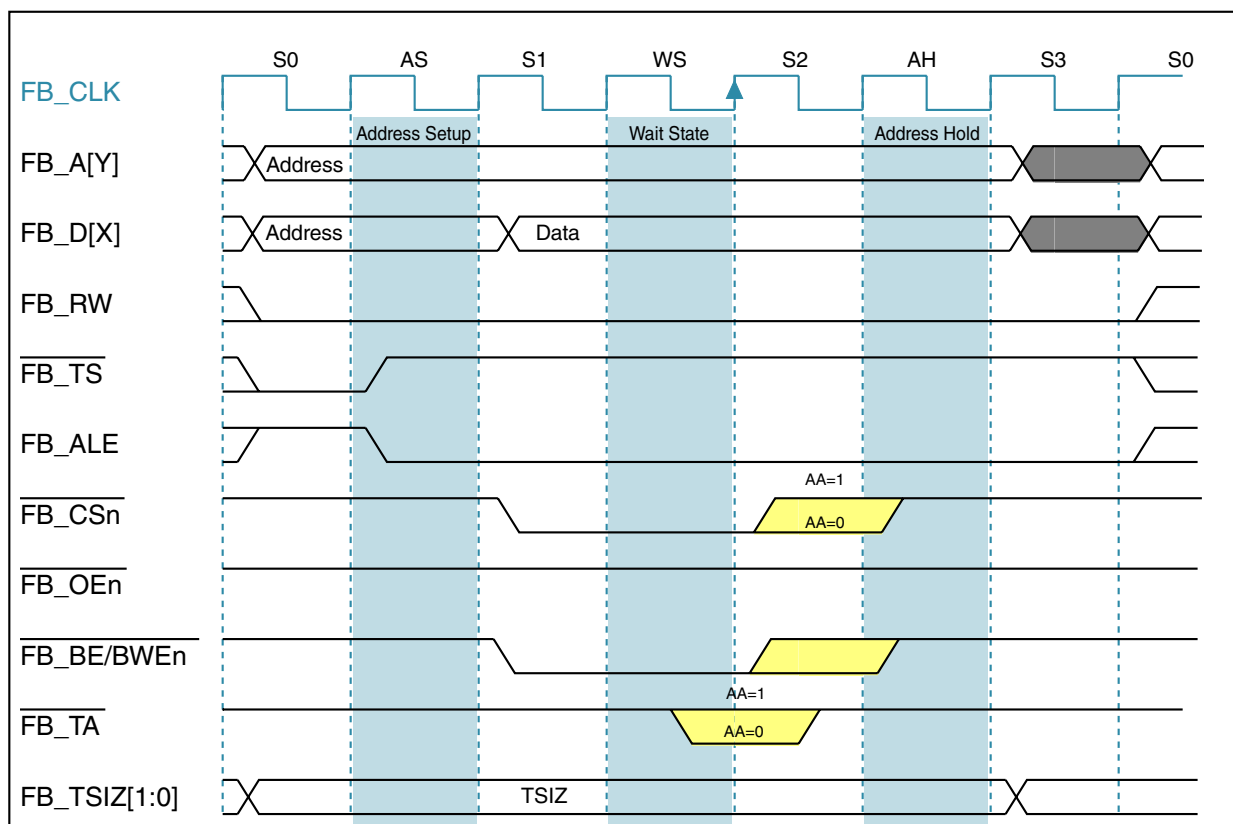 S0 AS S1 WS S2 AH S3 S0
FB_CLK
Address Setup Wait State Address Hold
FB_A[Y] Address
FB_D[X] Address Data
FB_RW
FB_TS
FB_ALE
AA=1
FB_CSn AA=0
FB_OEn
FB_BE/BWEn
AA=1
FB_TA AA=0
FB_TSIZ[1:0] TSIZ